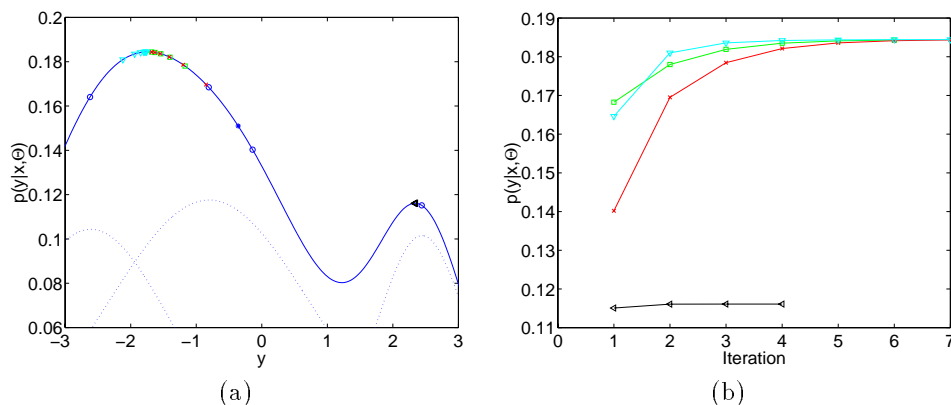 0.2
0.18
0.16
0.14
0.12
0.1
0.08
0.06
p(y|x,Θ)
−3 −2 −1 0 1 2 3
y
(a)
0.19
0.18
0.17
0.16
0.15
0.14
0.13
0.12
0.11
p(y|x,Θ)
0 1 2 3 4 5 6 7
Iteration
(b)